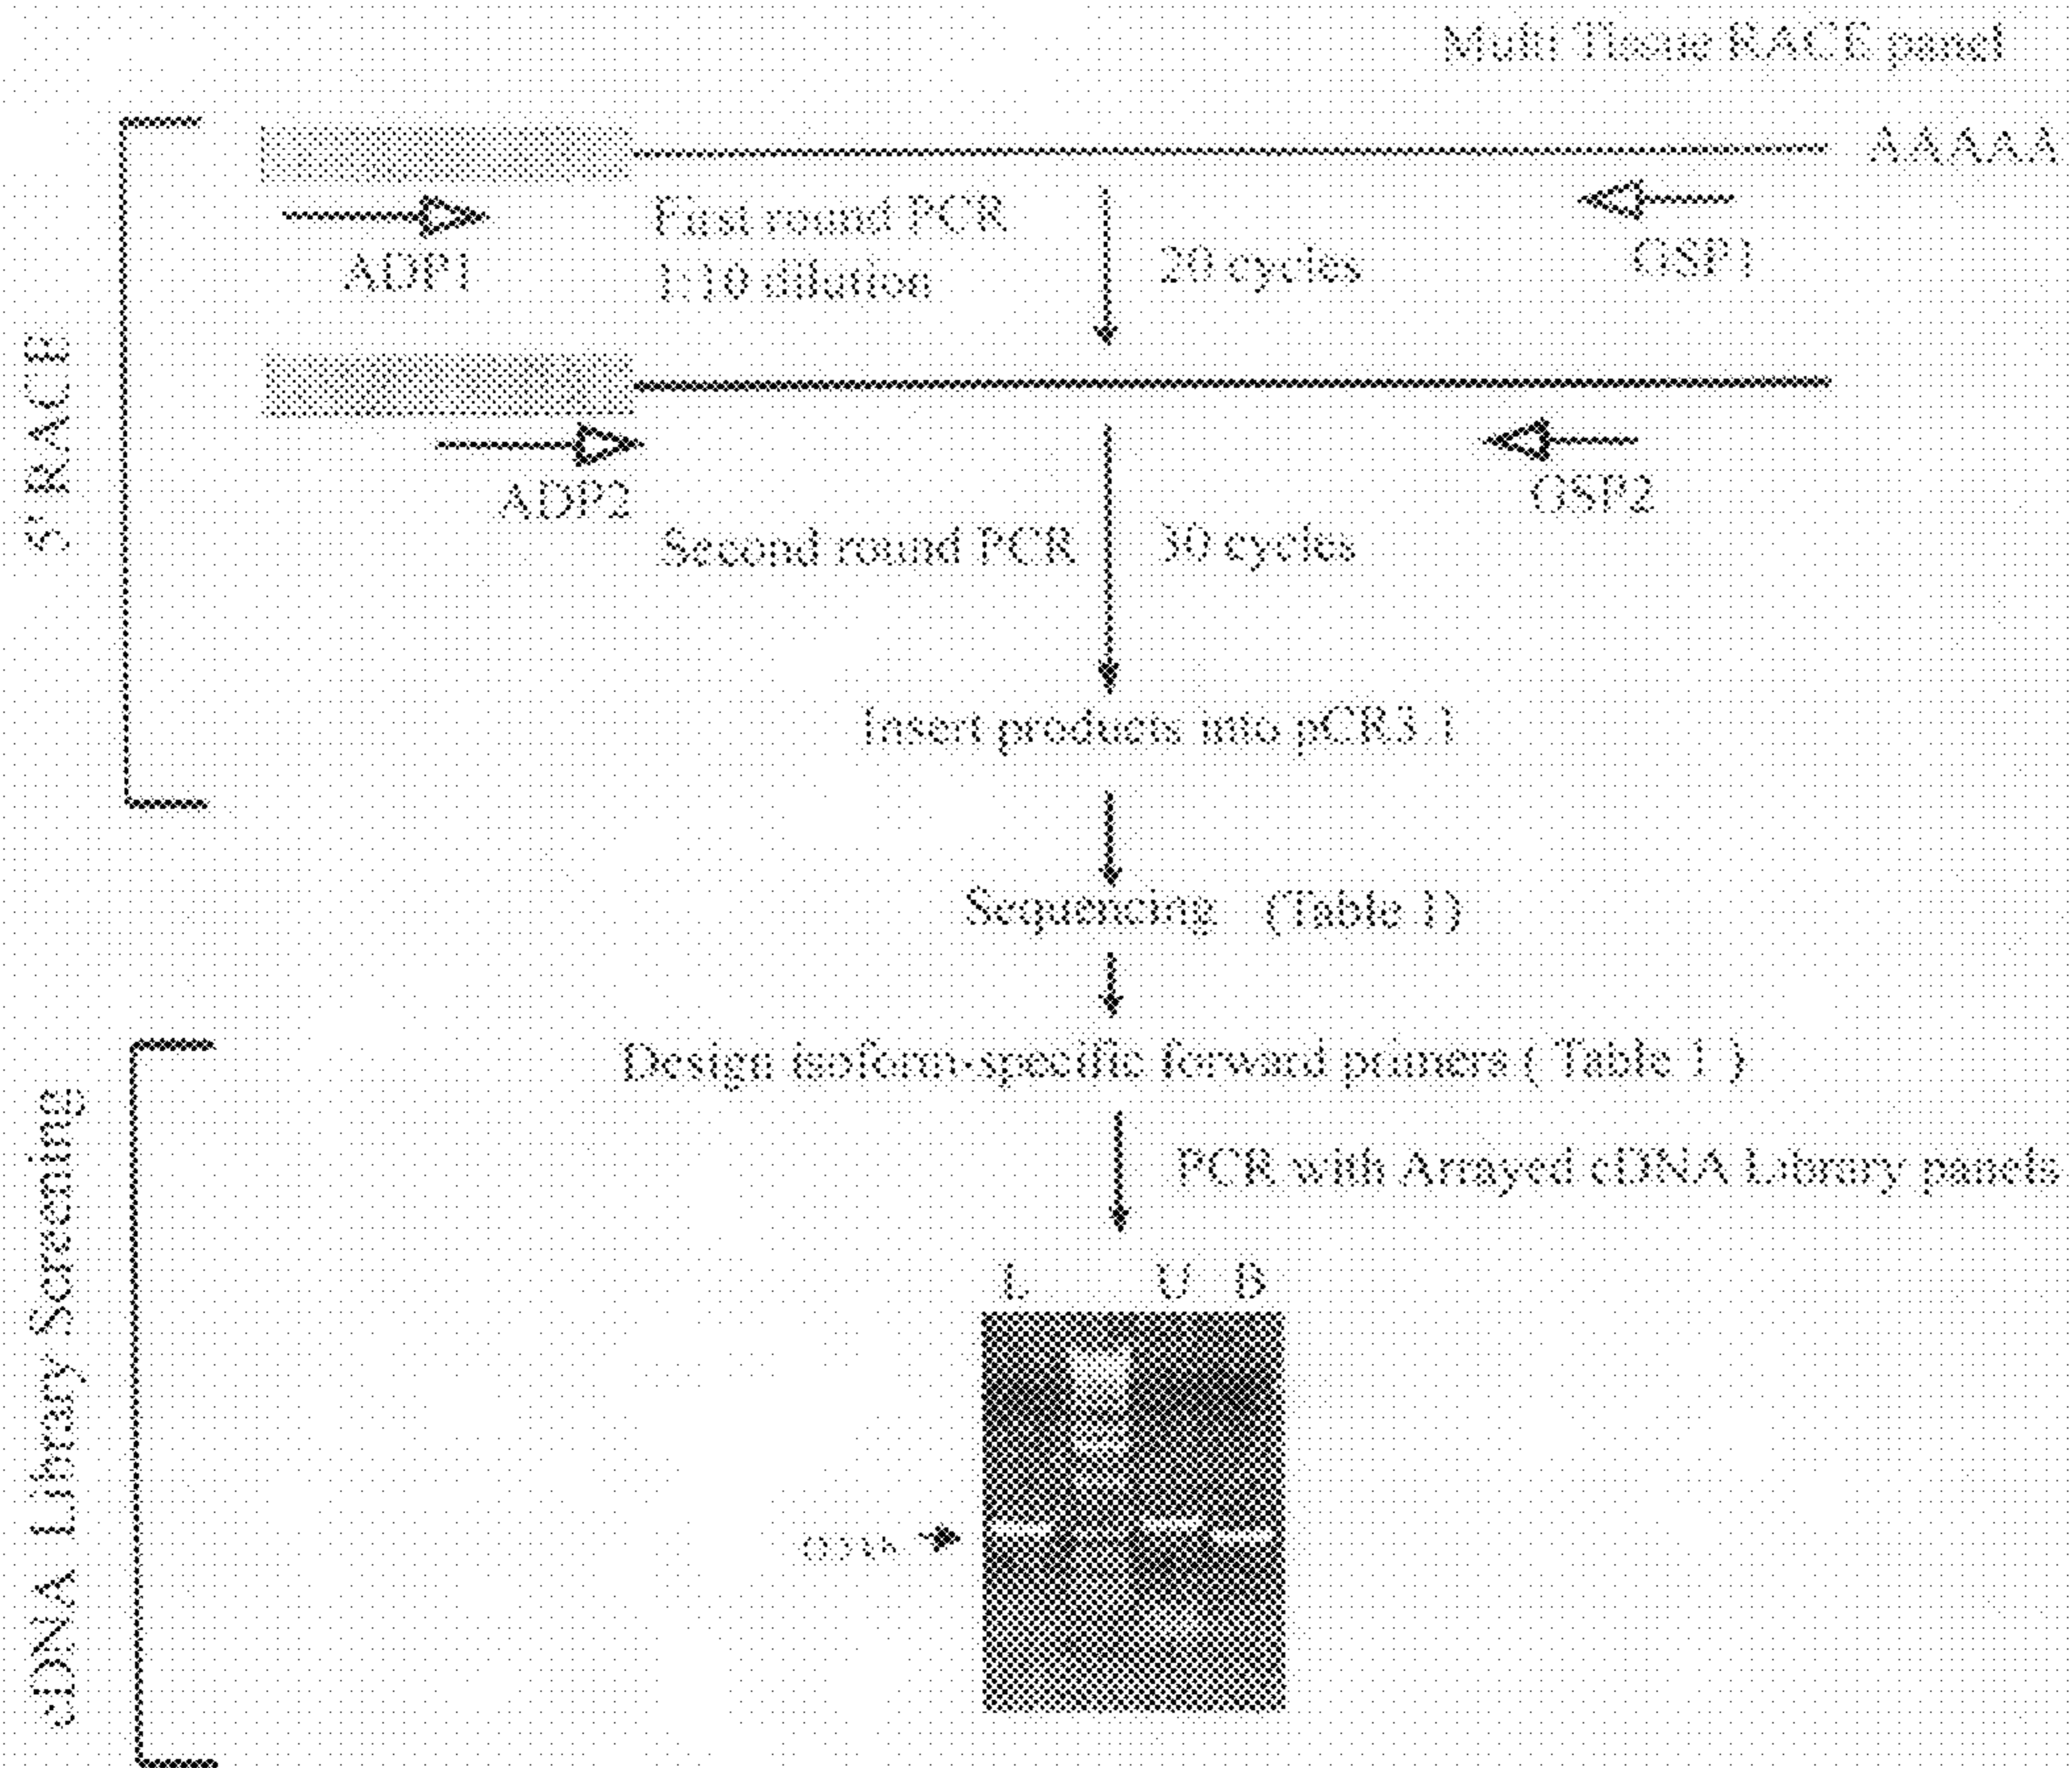 Multi Tissue RACE panel
AAAAA
ADP1
First round PCR
1:10 dilution
20 cycles
GSP1
5' RACE
ADP2
GSP2
Second round PCR
30 cycles
Insert products into pCR3.1
Sequencing (Table 1)
Design isoform-specific forward primers ( Table 1 )
PCR with Arrayed cDNA Library panels
cDNA Library Screening
L U B